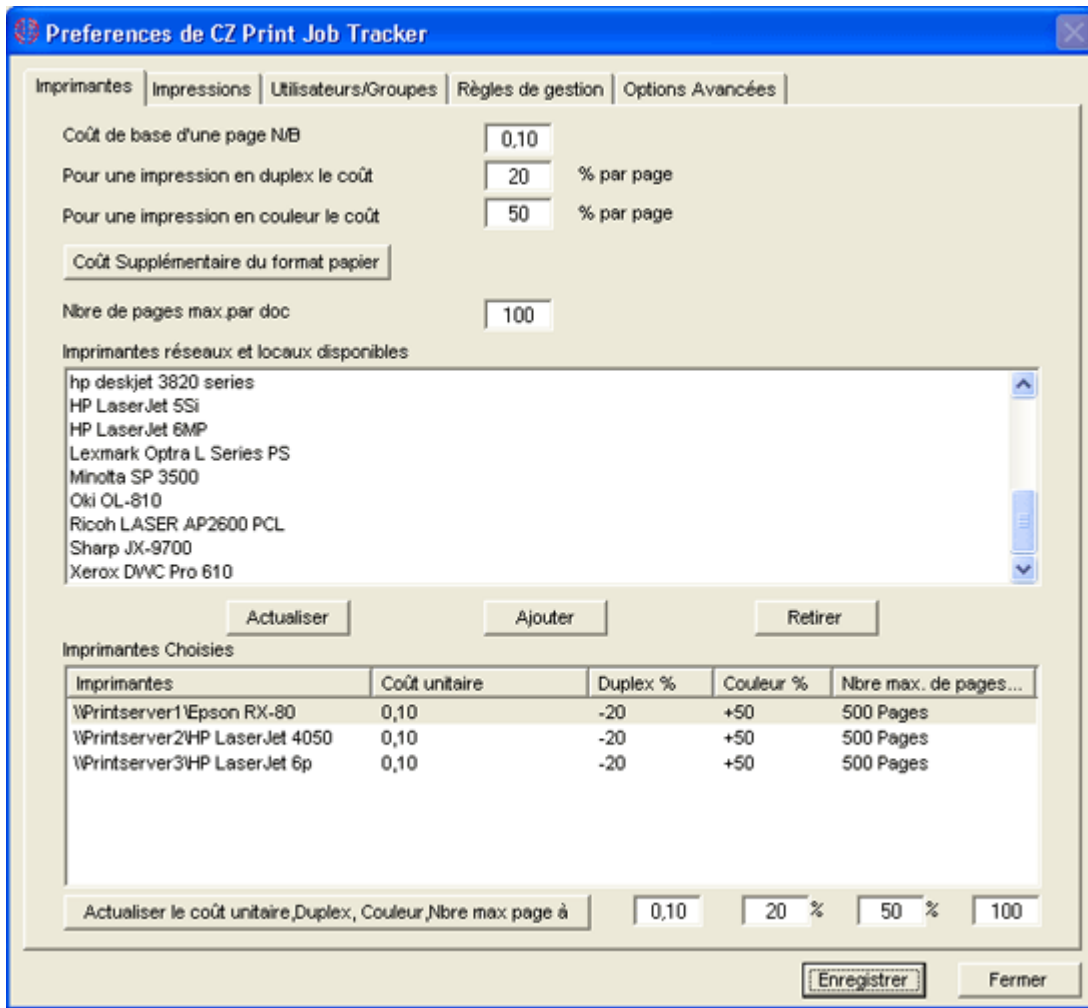 Preferences de CZ Print Job Tracker
Imprimantes Impressions Utilisateurs/Groupes Règles de gestion Options Avancées
Coût de base d'une page N/B 0,10
Pour une impression en duplex le coût 20 % par page
Pour une impression en couleur le coût 50 % par page
Coût Supplémentaire du format papier
Nbre de pages max.par doc 100
Imprimantes réseaux et locaux disponibles
hp deskjet 3820 series
HP LaserJet 5Si
HP LaserJet 6MP
Lexmark Optra L Series PS
Minolta SP 3500
Oki OL-810
Ricoh LASER AP2600 PCL
Sharp JX-9700
Xerox DWC Pro 610
Actualiser Ajouter Retirer
Imprimantes Choisies
Imprimantes Coût unitaire Duplex % Couleur % Nbre max. de pages...
\\Printserver1\Epson RX-80 0,10 -20 +50 500 Pages
\\Printserver2\HP LaserJet 4050 0,10 -20 +50 500 Pages
\\Printserver3\HP LaserJet 6p 0,10 -20 +50 500 Pages
Actualiser le coût unitaire,Duplex, Couleur,Nbre max page à 0,10 20 % 50 % 100
Enregistrer Fermer